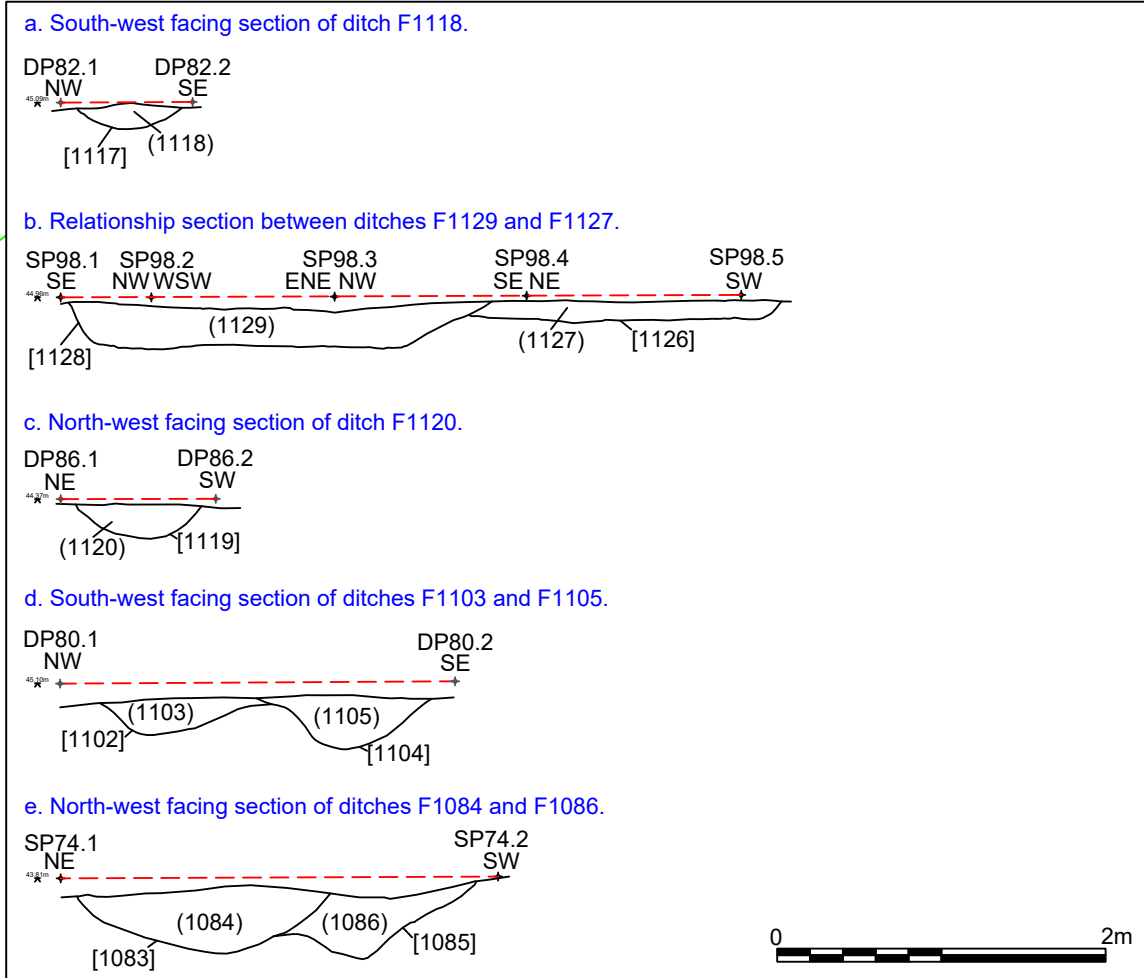 a. South-west facing section of ditch F1118.
DP82.1 DP82.2
NW SE
45.09m
[1117] (1118)
b. Relationship section between ditches F1129 and F1127.
SP98.1 SP98.2 SP98.3 SP98.4 SP98.5
SE NW WSW ENE NW SE NE SW
44.96m
(1129)
[1128] (1127) [1126]
c. North-west facing section of ditch F1120.
DP86.1 DP86.2
NE SW
44.37m
(1120) [1119]
d. South-west facing section of ditches F1103 and F1105.
DP80.1 DP80.2
NW SE
45.10m
(1103) (1105)
[1102] [1104]
e. North-west facing section of ditches F1084 and F1086.
SP74.1 SP74.2
NE SW
43.81m
(1084) (1086)
[1083] [1085]
0 2m